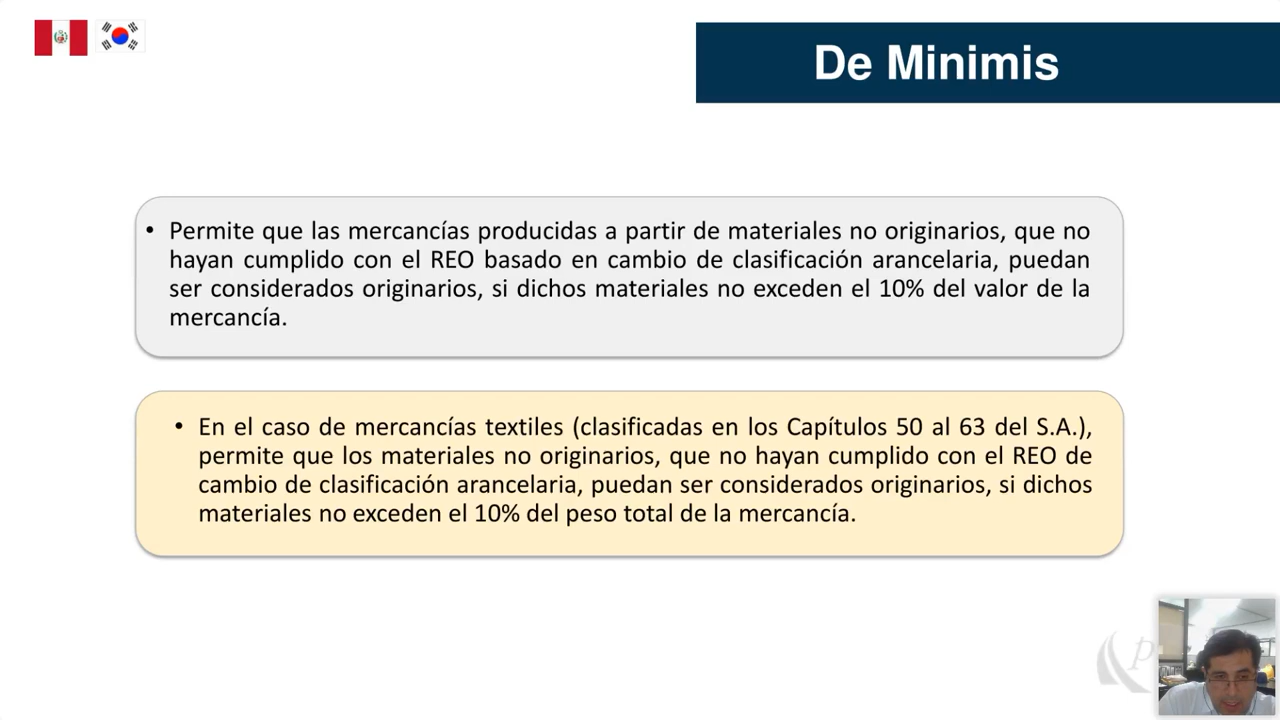 De Minimis
• Permite que las mercancías producidas a partir de materiales no originarios, que no
hayan cumplido con el REO basado en cambio de clasificación arancelaria, puedan
ser considerados originarios, si dichos materiales no exceden el 10% del valor de la
mercancía.
• En el caso de mercancías textiles (clasificadas en los Capítulos 50 al 63 del S.A.),
permite que los materiales no originarios, que no hayan cumplido con el REO de
cambio de clasificación arancelaria, puedan ser considerados originarios, si dichos
materiales no exceden el 10% del peso total de la mercancía.